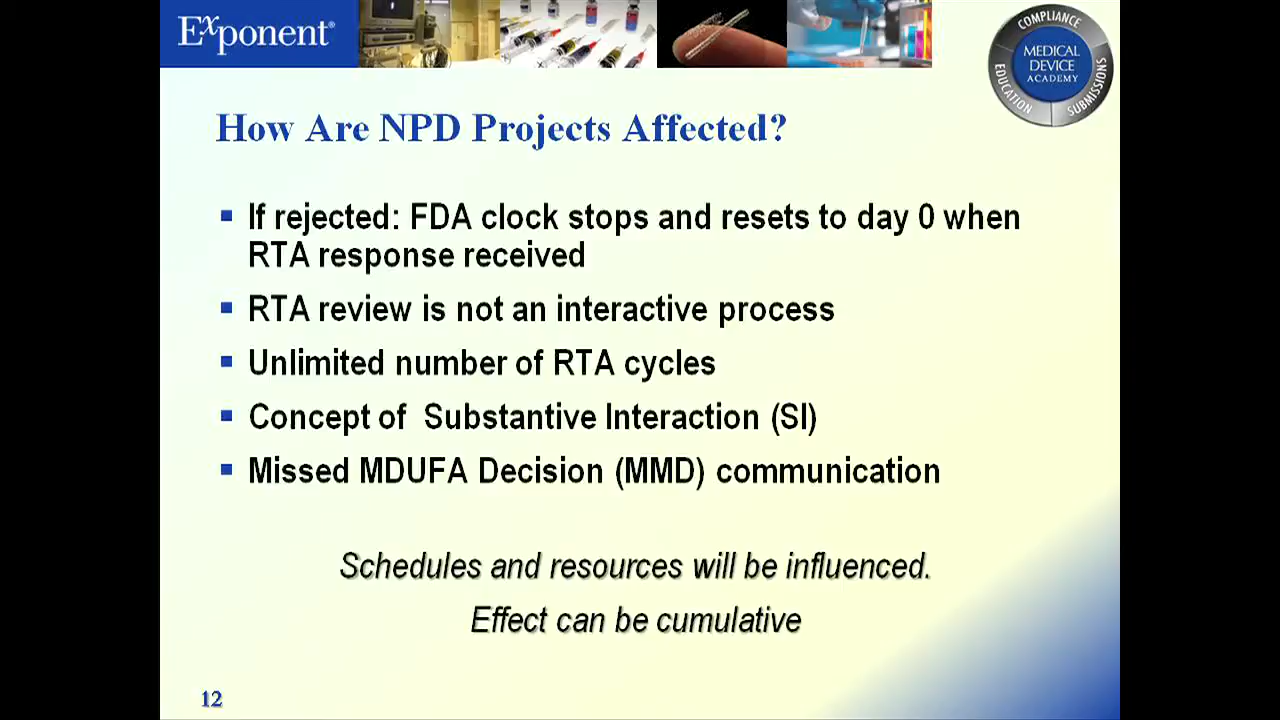 Exponent®
COMPLIANCE
MEDICAL
DEVICE
ACADEMY
EDUCATION
SUBMISSIONS
How Are NPD Projects Affected?
If rejected: FDA clock stops and resets to day 0 when
RTA response received
RTA review is not an interactive process
Unlimited number of RTA cycles
Concept of Substantive Interaction (SI)
Missed MDUFA Decision (MMD) communication
Schedules and resources will be influenced.
Effect can be cumulative
12